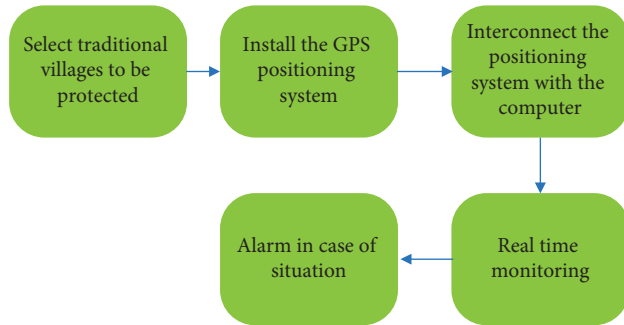 Select traditional
villages to be
protected
Install the GPS
positioning
system
Interconnect the
positioning
system with the
computer
Real time
monitoring
Alarm in case of
situation